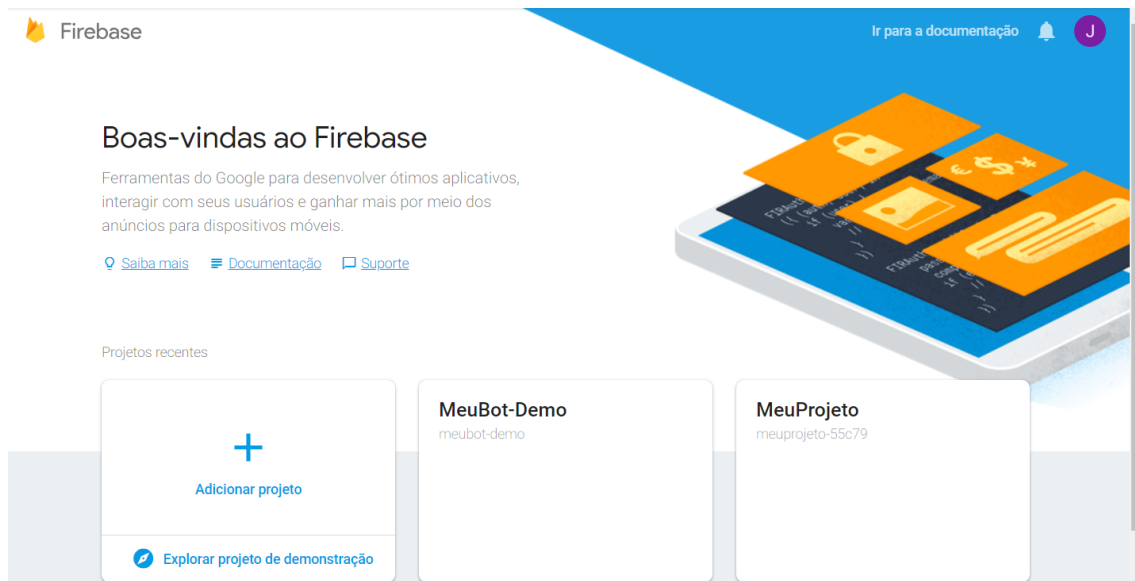 Firebase
Ir para a documentação
J
Boas-vindas ao Firebase
Ferramentas do Google para desenvolver ótimos aplicativos,
interagir com seus usuários e ganhar mais por meio dos
anúncios para dispositivos móveis.
Saiba mais Documentação Suporte
Projetos recentes
Adicionar projeto
Explorar projeto de demonstração
MeuBot-Demo
meubot-demo
MeuProjeto
meuprojeto-55c79